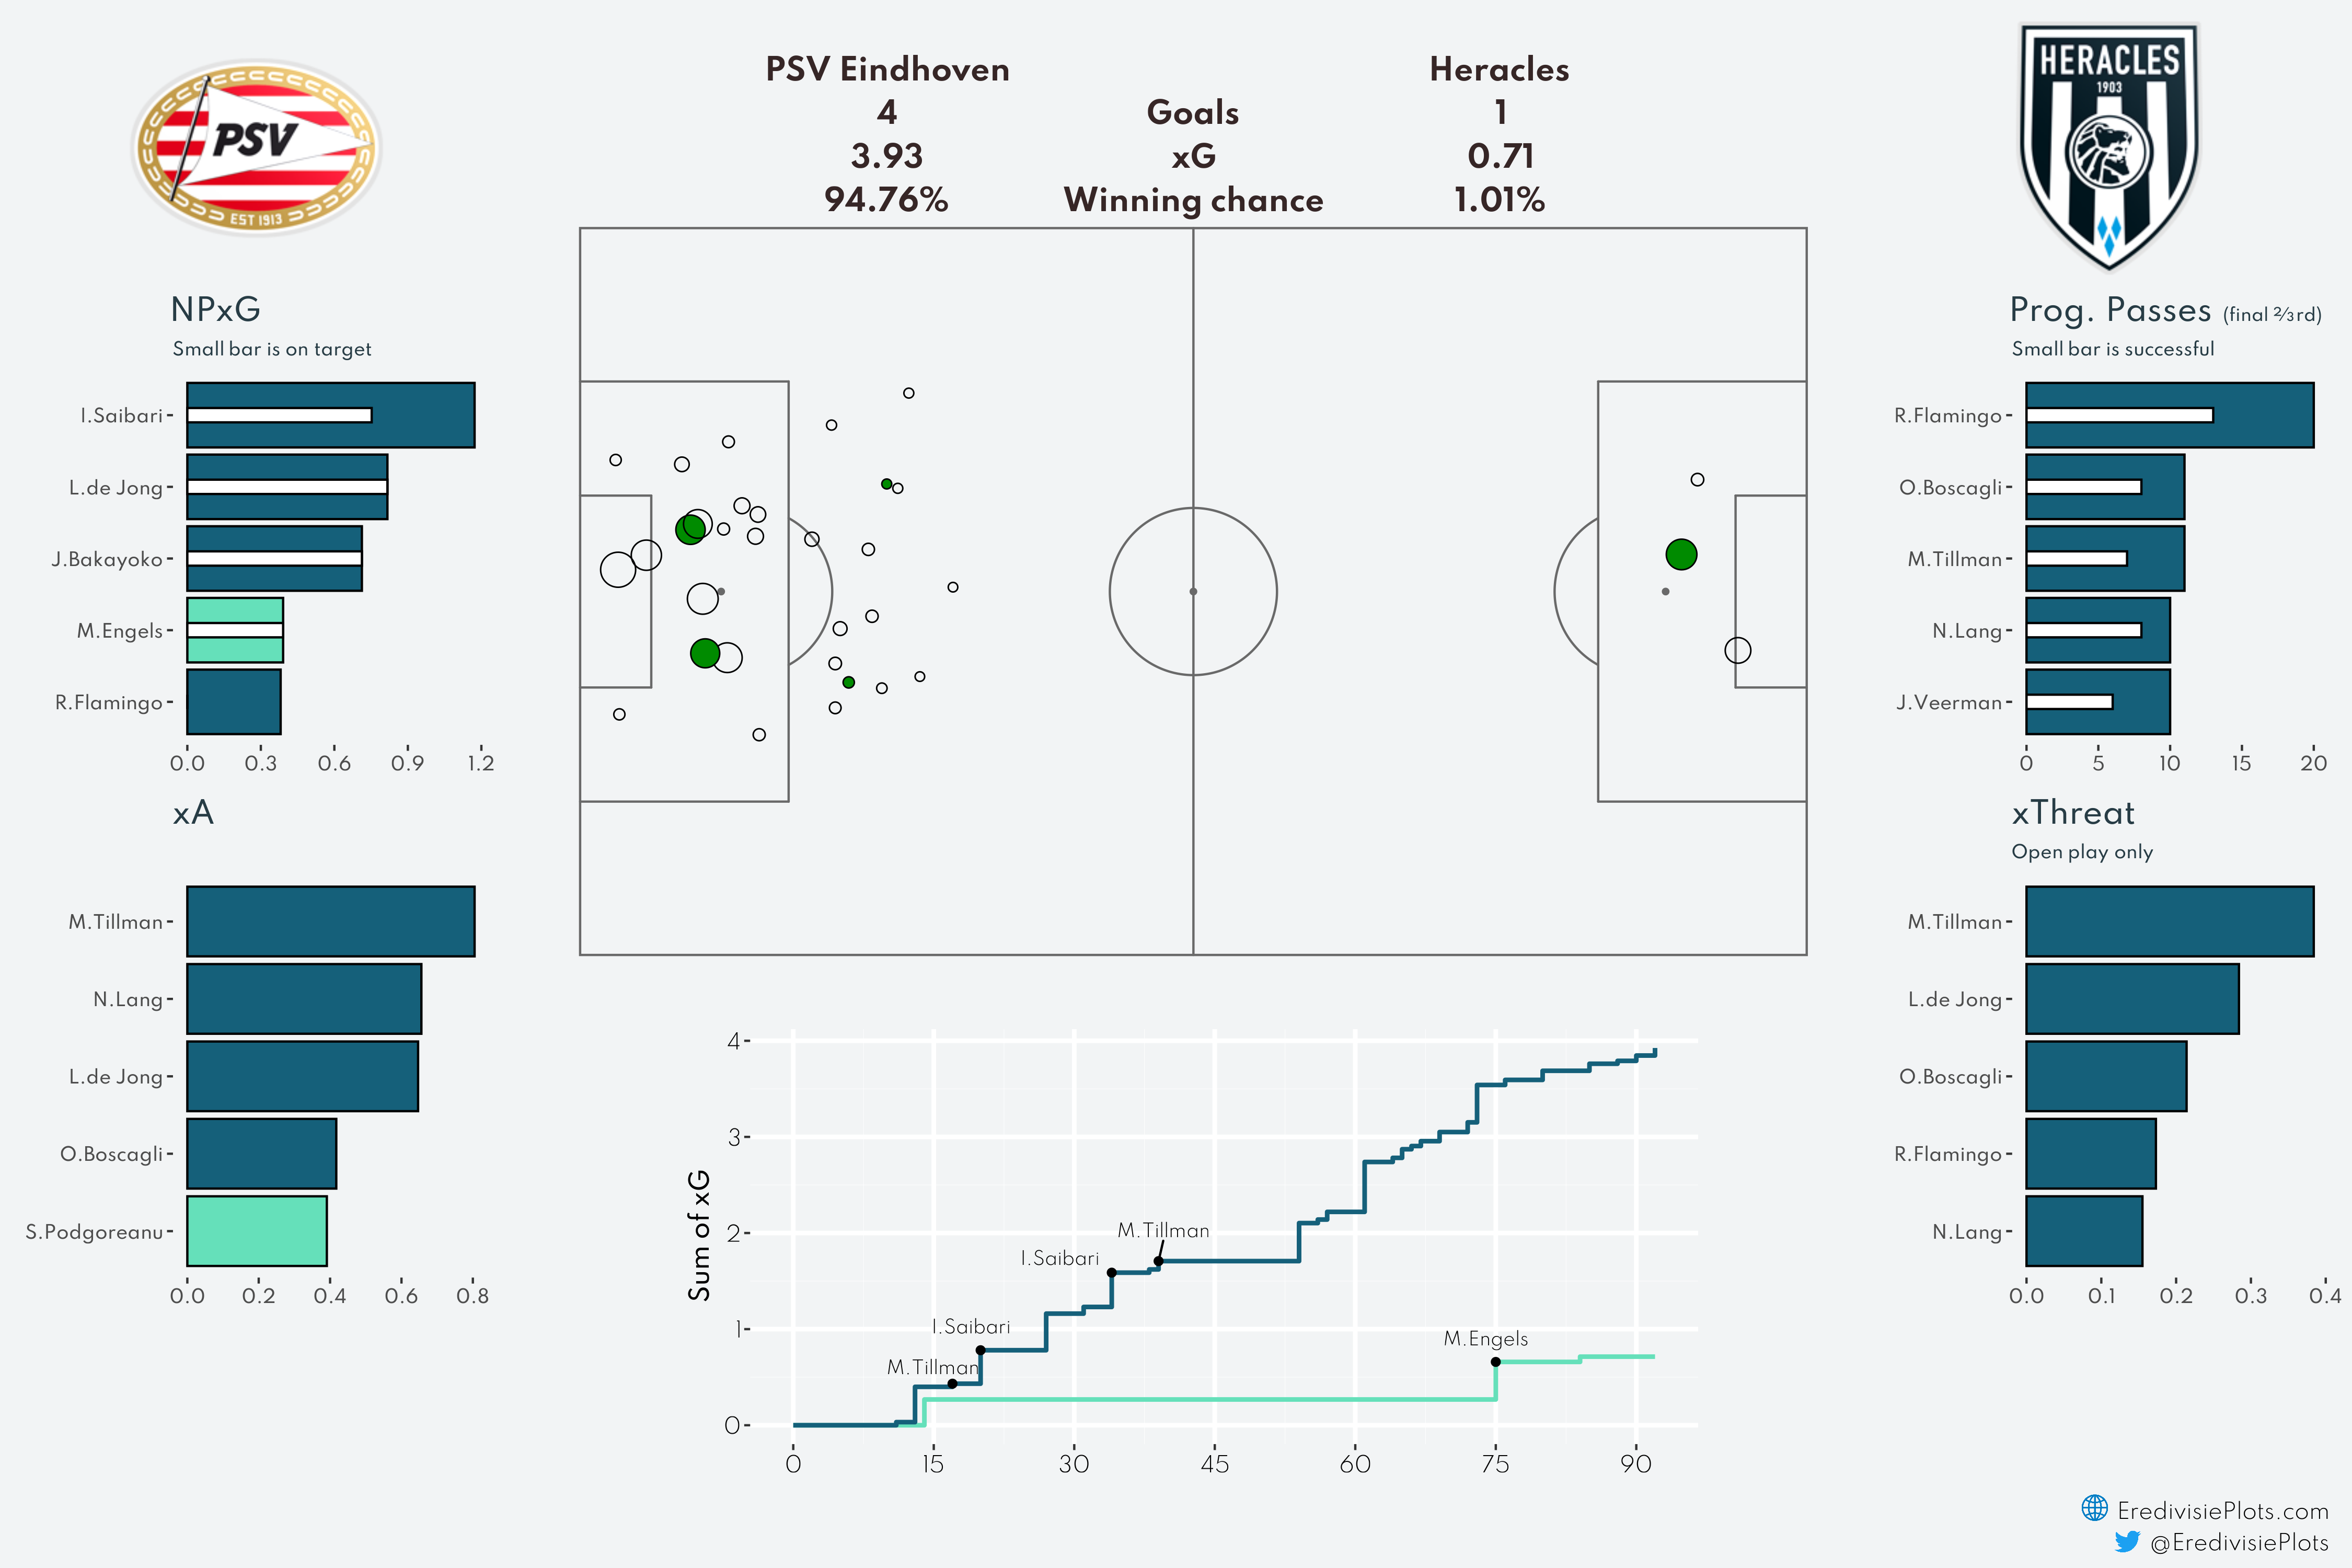 PSV Eindhoven Heracles
4 Goals 1
3.93 xG 0.71
94.76% Winning chance 1.01%
PSV
EST 1913
HERACLES
1903
NPxG
Small bar is on target
I.Saibari
L.de Jong
J.Bakayoko
M.Engels
R.Flamingo
0.0 0.3 0.6 0.9 1.2
xA
M.Tillman
N.Lang
L.de Jong
O.Boscagli
S.Podgoreanu
0.0 0.2 0.4 0.6 0.8
Sum of xG
4
3
2
1
0
M.Tillman
I.Saibari
I.Saibari
M.Tillman
M.Engels
0 15 30 45 60 75 90
Prog. Passes (final ⅔rd)
Small bar is successful
R.Flamingo
O.Boscagli
M.Tillman
N.Lang
J.Veerman
0 5 10 15 20
xThreat
Open play only
M.Tillman
L.de Jong
O.Boscagli
R.Flamingo
N.Lang
0.0 0.1 0.2 0.3 0.4
EredivisiePlots.com
@EredivisiePlots